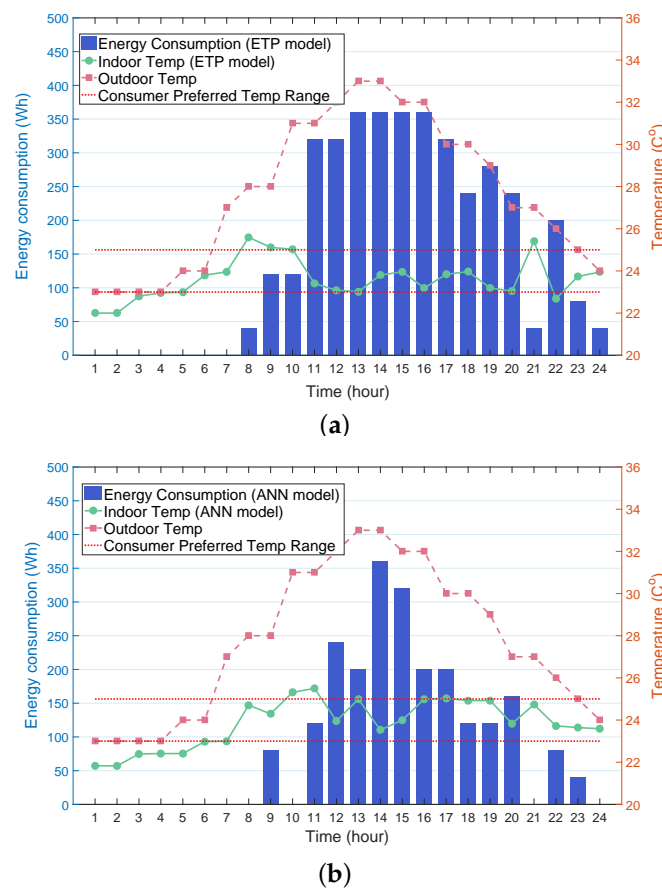 (a)
500
450
400
350
300
250
200
150
100
50
0
Energy consumption (Wh)
Energy Consumption (ETP model)
Indoor Temp (ETP model)
Outdoor Temp
Consumer Preferred Temp Range
36
34
32
30
28
26
24
22
20
Temperature (C°)
1 2 3 4 5 6 7 8 9 10 11 12 13 14 15 16 17 18 19 20 21 22 23 24
Time (hour)
(a)
500
450
400
350
300
250
200
150
100
50
0
Energy consumption (Wh)
Energy Consumption (ANN model)
Indoor Temp (ANN model)
Outdoor Temp
Consumer Preferred Temp Range
36
34
32
30
28
26
24
22
20
Temperature (C°)
1 2 3 4 5 6 7 8 9 10 11 12 13 14 15 16 17 18 19 20 21 22 23 24
Time (hour)
(b)